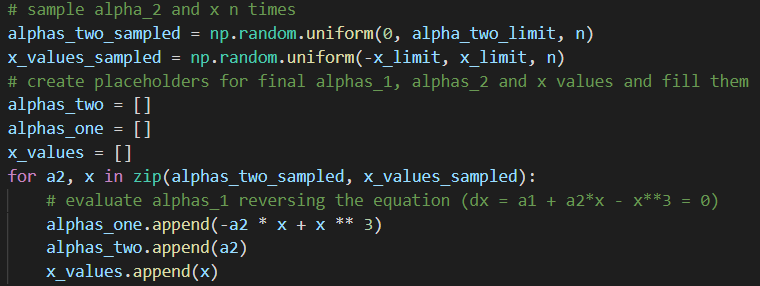 # sample alpha_2 and x n times
alphas_two_sampled = np.random.uniform(0, alpha_two_limit, n)
x_values_sampled = np.random.uniform(-x_limit, x_limit, n)
# create placeholders for final alphas_1, alphas_2 and x values and fill them
alphas_two = []
alphas_one = []
x_values = []
for a2, x in zip(alphas_two_sampled, x_values_sampled):
    # evaluate alphas_1 reversing the equation (dx = a1 + a2*x - x**3 = 0)
    alphas_one.append(-a2 * x + x ** 3)
    alphas_two.append(a2)
    x_values.append(x)